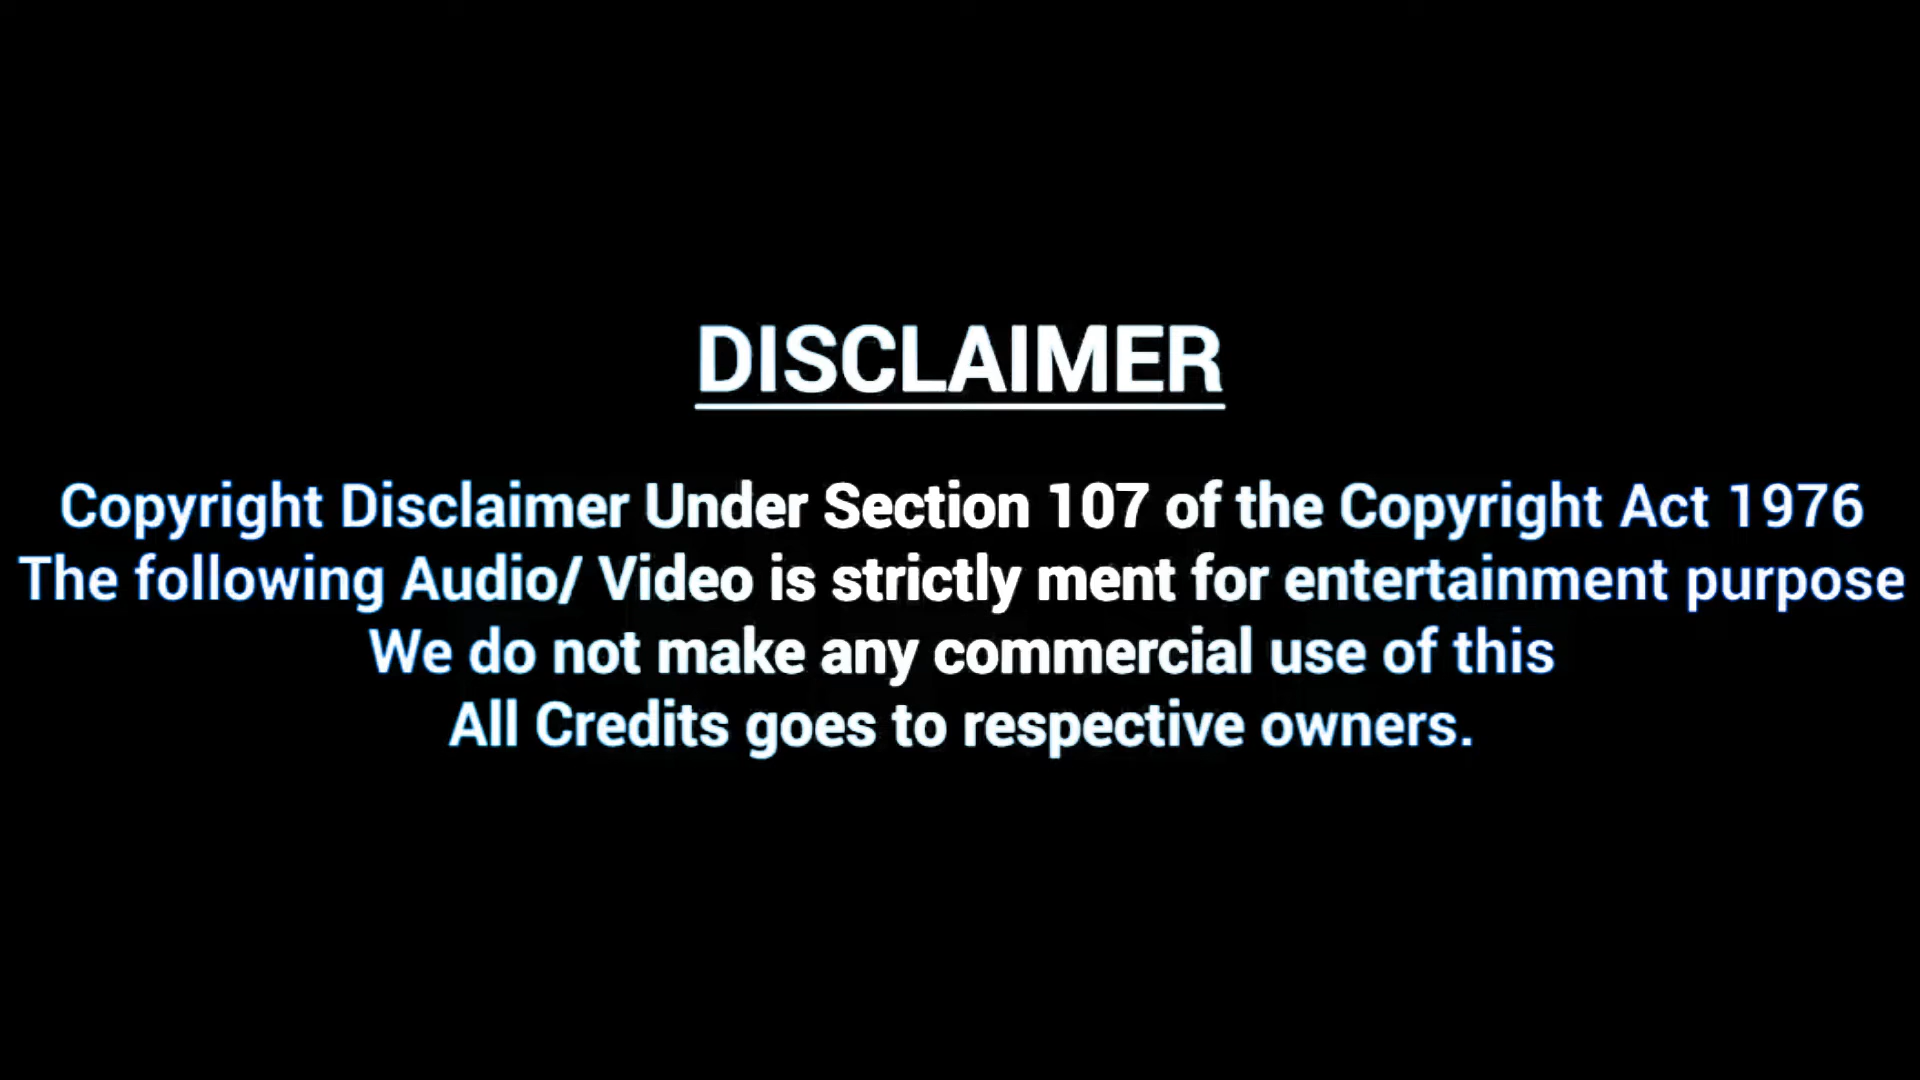 DISCLAIMER
Copyright Disclaimer Under Section 107 of the Copyright Act 1976
The following Audio/ Video is strictly ment for entertainment purpose
We do not make any commercial use of this
All Credits goes to respective owners.